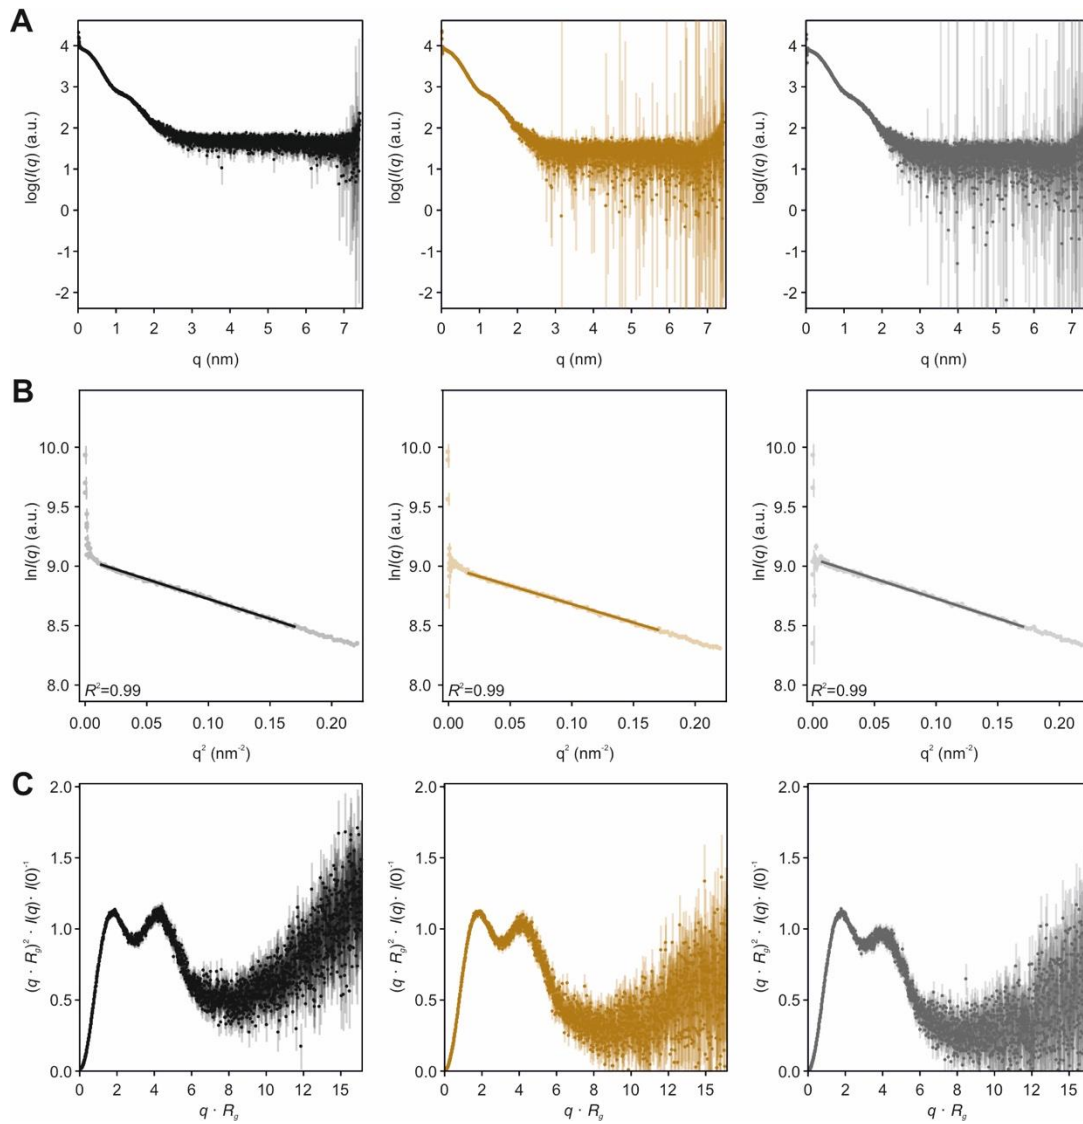 A
4
3
2
1
0
-1
-2
log(I(q) (a.u.)
0 1 2 3 4 5 6 7
q (nm)
4
3
2
1
0
-1
-2
log(I(q) (a.u.)
0 1 2 3 4 5 6 7
q (nm)
4
3
2
1
0
-1
-2
log(I(q) (a.u.)
0 1 2 3 4 5 6 7
q (nm)
B
10.0
9.5
9.0
8.5
8.0
lnI(q) (a.u.)
R²=0.99
0.00 0.05 0.10 0.15 0.20
q² (nm⁻²)
10.0
9.5
9.0
8.5
8.0
lnI(q) (a.u.)
R²=0.99
0.00 0.05 0.10 0.15 0.20
q² (nm⁻²)
10.0
9.5
9.0
8.5
8.0
lnI(q) (a.u.)
R²=0.99
0.00 0.05 0.10 0.15 0.20
q² (nm⁻²)
C
2.0
1.5
1.0
0.5
0.0
(q · Rg)² · I(q)· I(0)⁻¹
0 2 4 6 8 10 12 15
q · Rg
2.0
1.5
1.0
0.5
0.0
(q · Rg)² · I(q)· I(0)⁻¹
0 2 4 6 8 10 12 15
q · Rg
2.0
1.5
1.0
0.5
0.0
(q · Rg)² · I(q)· I(0)⁻¹
0 2 4 6 8 10 12 15
q · Rg